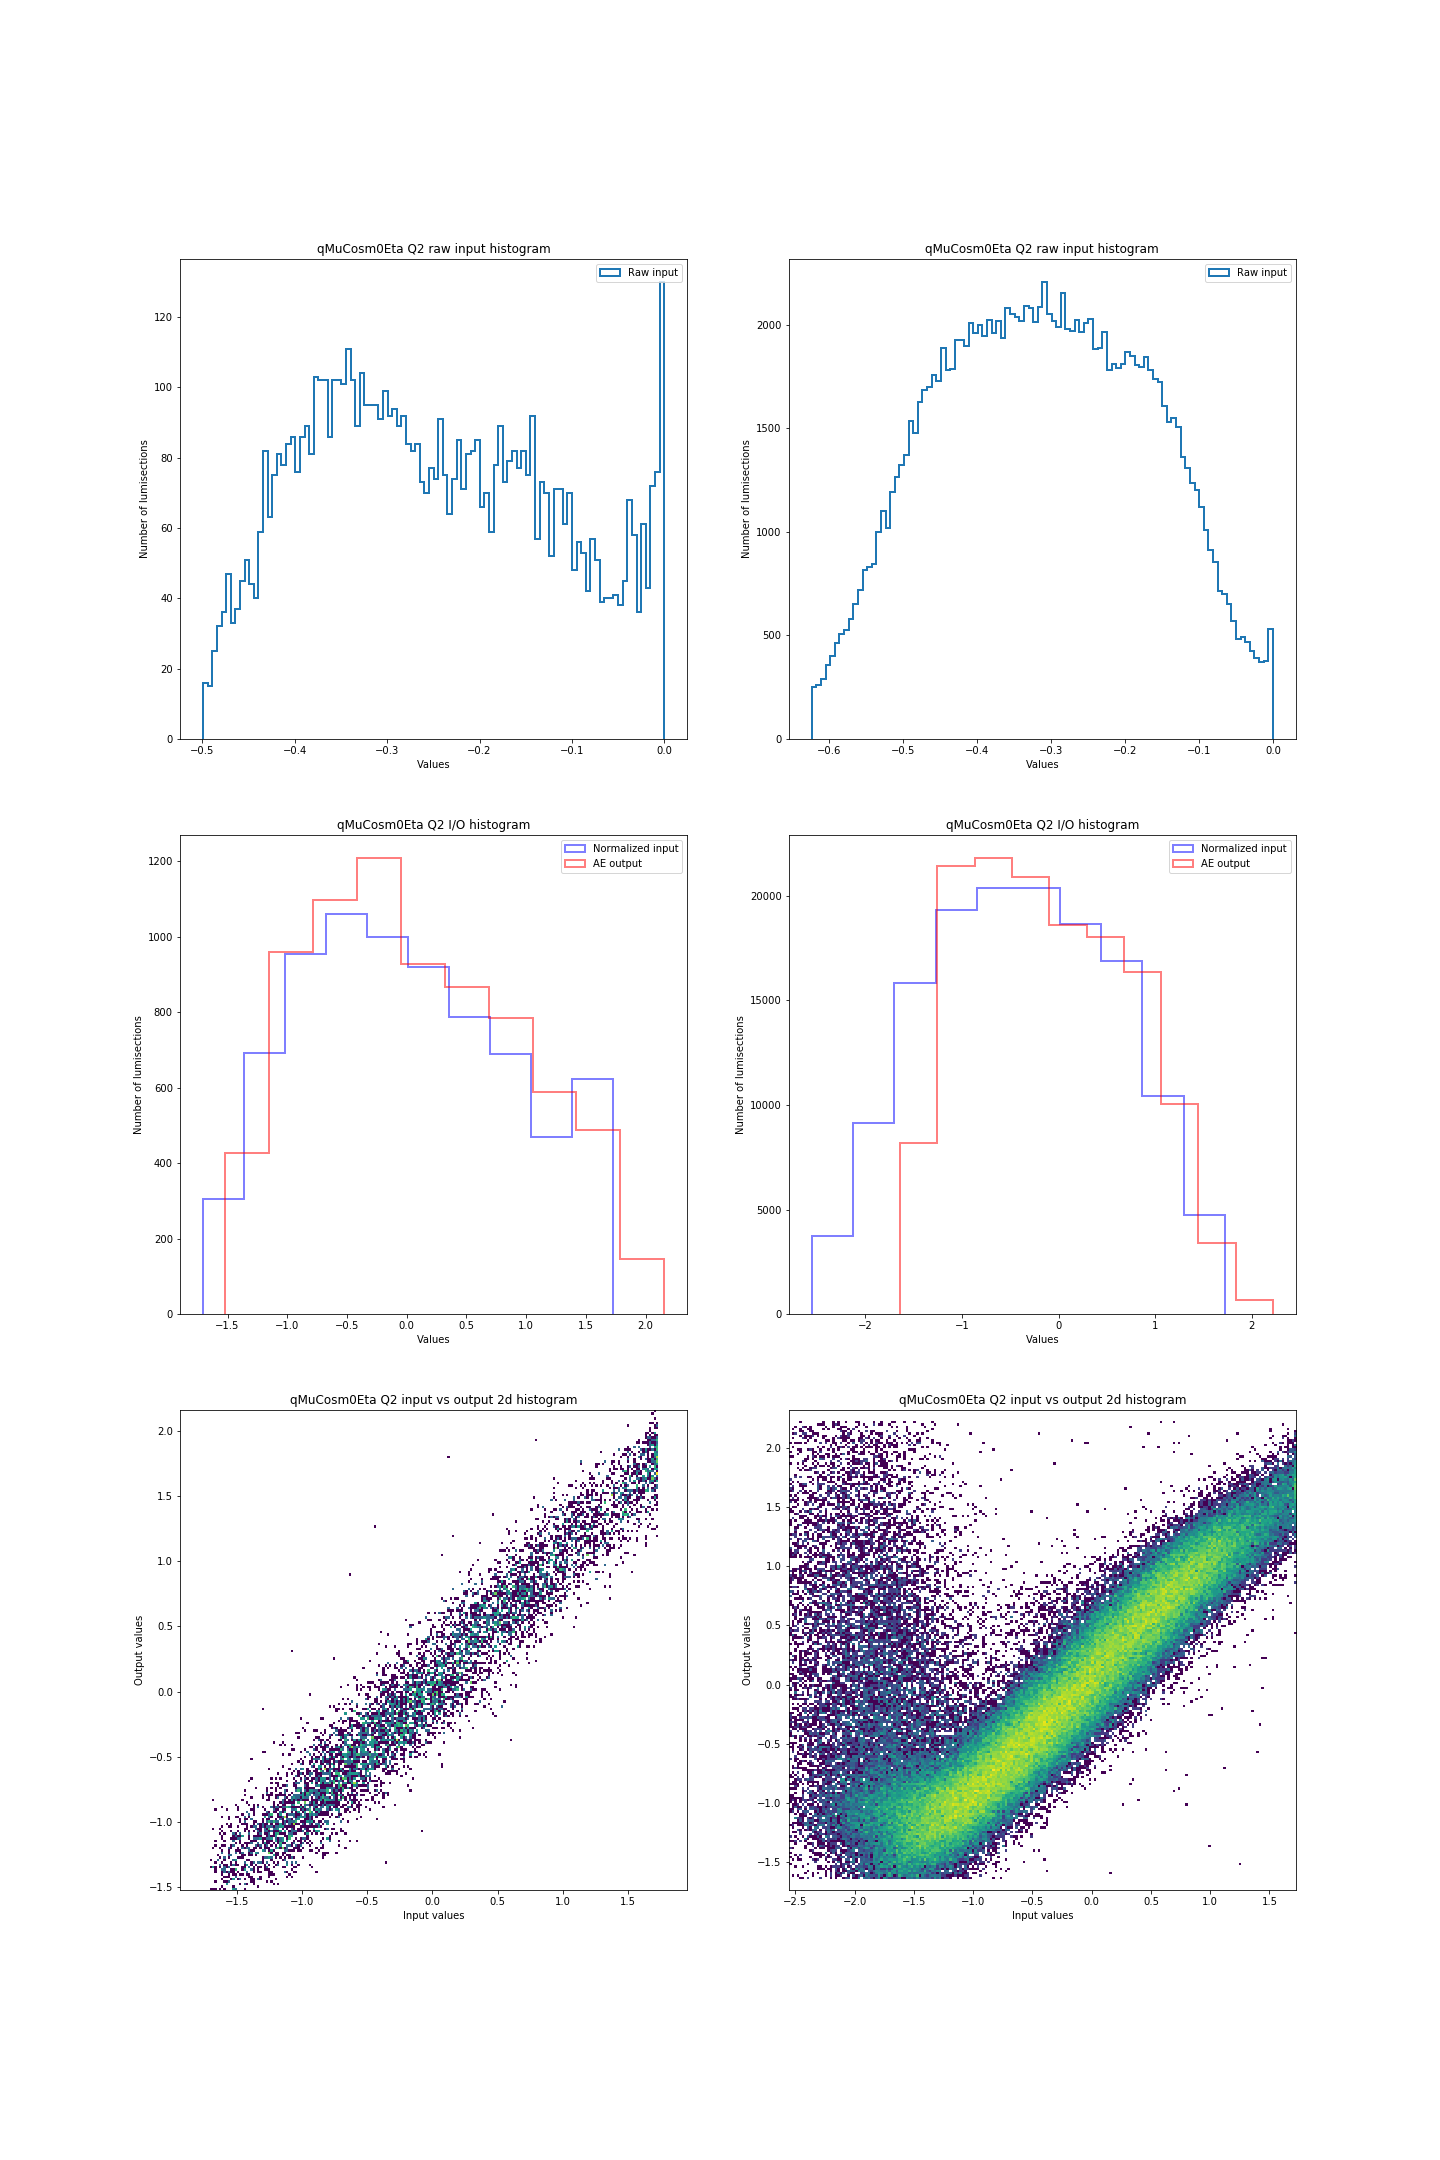 qMuCosm0Eta Q2 raw input histogram
Raw input
Number of lumisections
120
100
80
60
40
20
0
−0.5 −0.4 −0.3 −0.2 −0.1 0.0
Values
qMuCosm0Eta Q2 raw input histogram
Raw input
Number of lumisections
2000
1500
1000
500
0
−0.6 −0.5 −0.4 −0.3 −0.2 −0.1 0.0
Values
qMuCosm0Eta Q2 I/O histogram
Normalized input
AE output
Number of lumisections
1200
1000
800
600
400
200
0
−1.5 −1.0 −0.5 0.0 0.5 1.0 1.5 2.0
Values
qMuCosm0Eta Q2 I/O histogram
Normalized input
AE output
Number of lumisections
20000
15000
10000
5000
0
−2 −1 0 1 2
Values
qMuCosm0Eta Q2 input vs output 2d histogram
Output values
2.0
1.5
1.0
0.5
0.0
−0.5
−1.0
−1.5
−1.5 −1.0 −0.5 0.0 0.5 1.0 1.5
Input values
qMuCosm0Eta Q2 input vs output 2d histogram
Output values
2.0
1.5
1.0
0.5
0.0
−0.5
−1.0
−1.5
−2.5 −2.0 −1.5 −1.0 −0.5 0.0 0.5 1.0 1.5
Input values